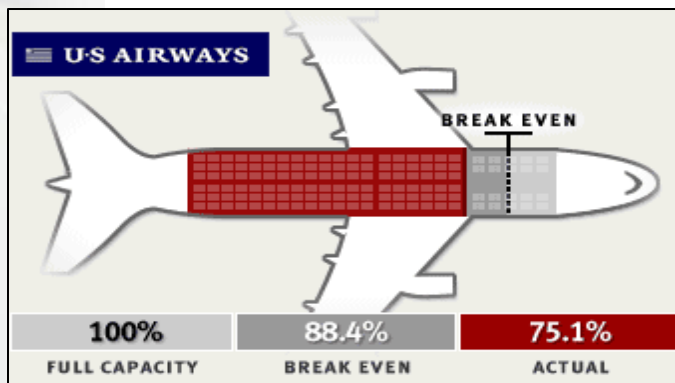 U·S AIRWAYS
BREAK EVEN
100% 88.4% 75.1%
FULL CAPACITY BREAK EVEN ACTUAL